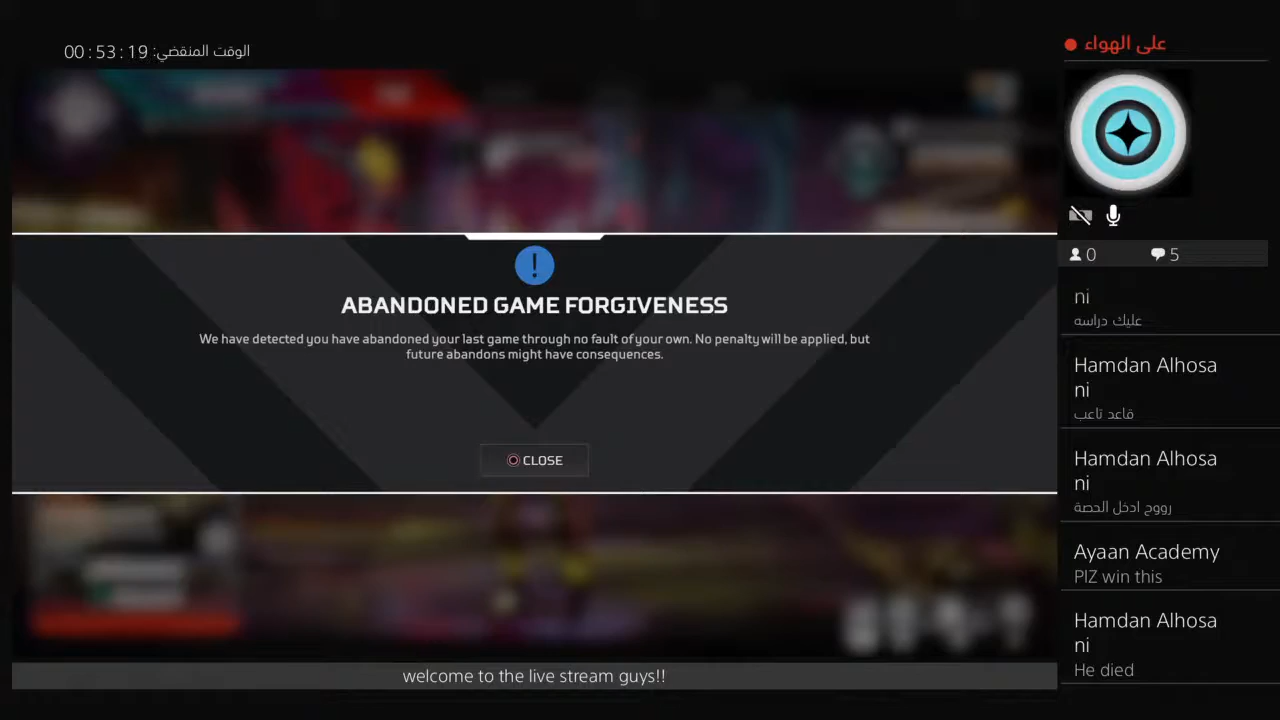 الوقت المنقضي: 00:53:19
على الهواء
ABANDONED GAME FORGIVENESS
We have detected you have abandoned your last game through no fault of your own. No penalty will be applied, but
future abandons might have consequences.
CLOSE
welcome to the live stream guys!!
0
5
ni
عليك دراسه
Hamdan Alhosa
ni
قاعد تاعب
Hamdan Alhosa
ni
رووح ادخل الحصة
Ayaan Academy
PlZ win this
Hamdan Alhosa
ni
He died